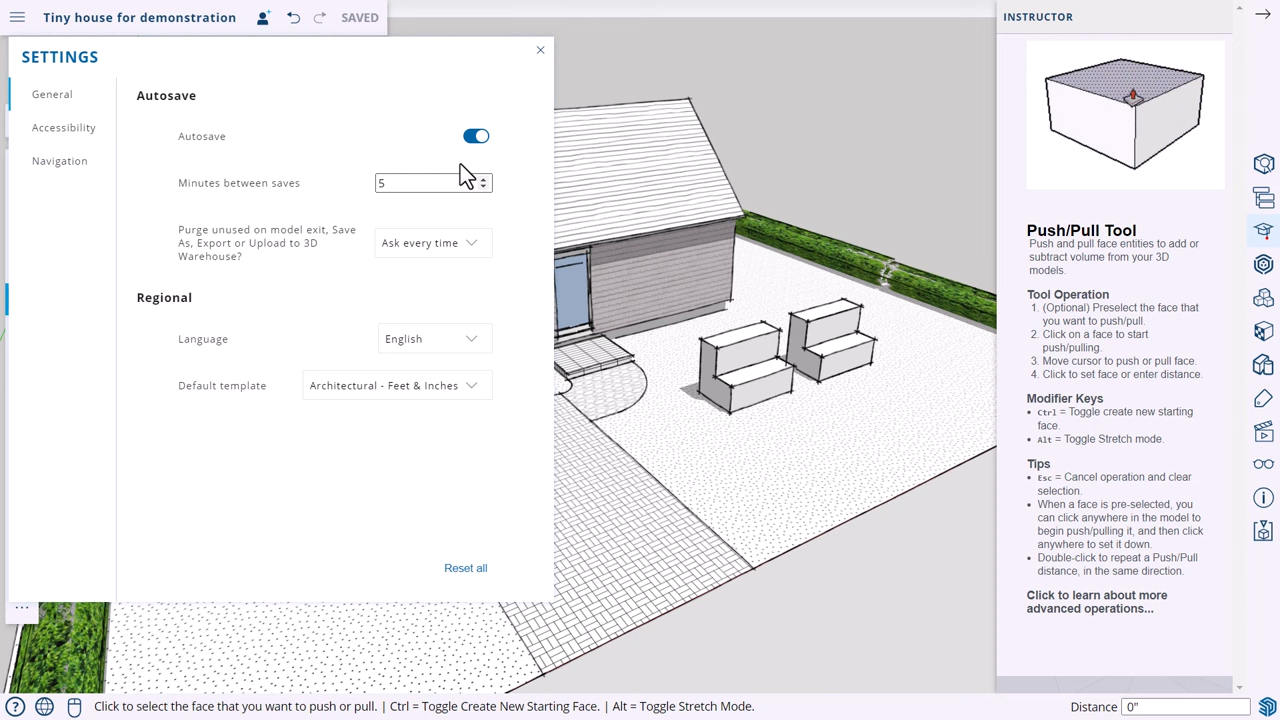 Tiny house for demonstration
SAVED
SETTINGS
General
Accessibility
Navigation
Autosave
Autosave
Minutes between saves
5
Purge unused on model exit, Save
As, Export or Upload to 3D
Warehouse?
Ask every time
Regional
Language
English
Default template
Architectural - Feet & Inches
Reset all
INSTRUCTOR
Push/Pull Tool
Push and pull face entities to add or
subtract volume from your 3D
models.
Tool Operation
1. (Optional) Preselect the face that
you want to push/pull.
2. Click on a face to start
push/pulling.
3. Move cursor to push or pull face.
4. Click to set face or enter distance.
Modifier Keys
• Ctrl = Toggle create new starting
face.
• Alt = Toggle Stretch mode.
Tips
• Esc = Cancel operation and clear
selection.
• When a face is pre-selected, you
can click anywhere in the model to
begin push/pulling it, and then click
anywhere to set it down.
• Double-click to repeat a Push/Pull
distance, in the same direction.
Click to learn about more
advanced operations...
Click to select the face that you want to push or pull. | Ctrl = Toggle Create New Starting Face. | Alt = Toggle Stretch Mode.
Distance 0"